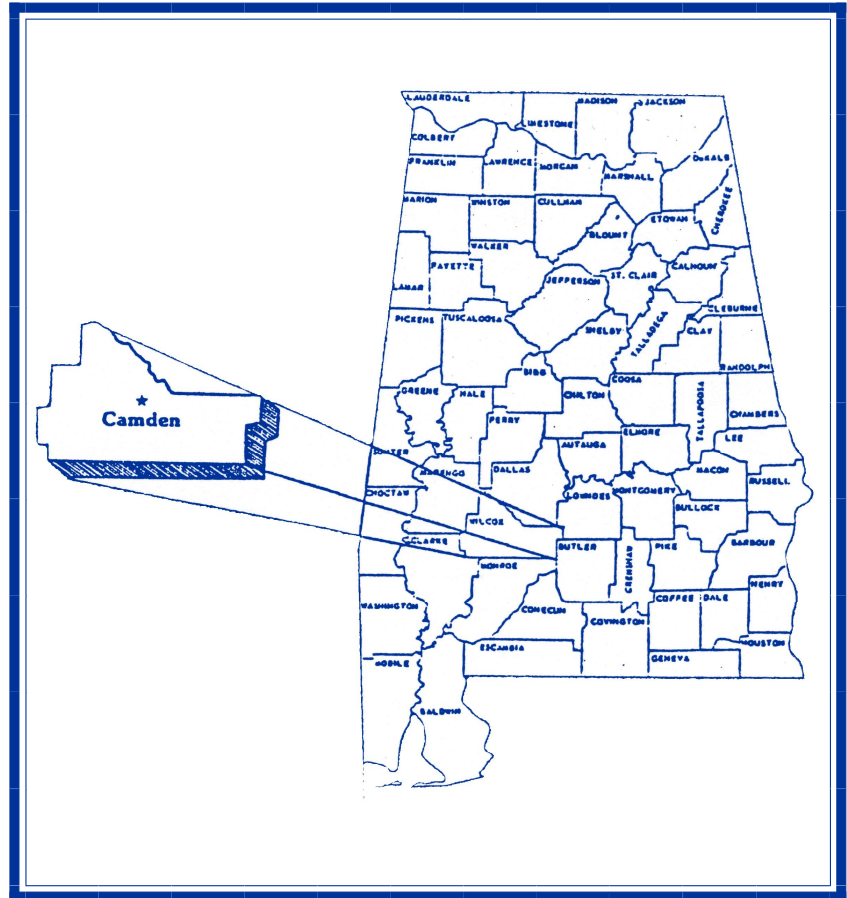 LAUDERDALE
MADISON
JACKSON
LIMESTONE
COLBERT
FRANKLIN
LAWRENCE
MORGAN
DeKALB
MARSHALL
MARION
WINSTON
CULLMAN
CHEROKEE
ETOWAH
BLOUNT
WALKER
FAYETTE
JEFFERSON
ST. CLAIR
CALHOUN
LAMAR
CLEBURNE
PICKENS
TUSCALOOSA
SHELBY
TALLADEGA
CLAY
RANDOLPH
BIBB
COOSA
GREENE
HALE
CHILTON
TALLAPOOSA
CHAMBERS
Camden
PERRY
ELMORE
LEE
AUTAUGA
SUMTER
MARENGO
DALLAS
MACON
RUSSELL
CHOCTAW
LOWNDES
MONTGOMERY
BULLOCK
WILCOX
CLARKE
BUTLER
CRENSHAW
PIKE
BARBOUR
MONROE
HENRY
COFFEE
DALE
WASHINGTON
CONECUH
COVINGTON
HOUSTON
ESCAMBIA
GENEVA
MOBILE
BALDWIN